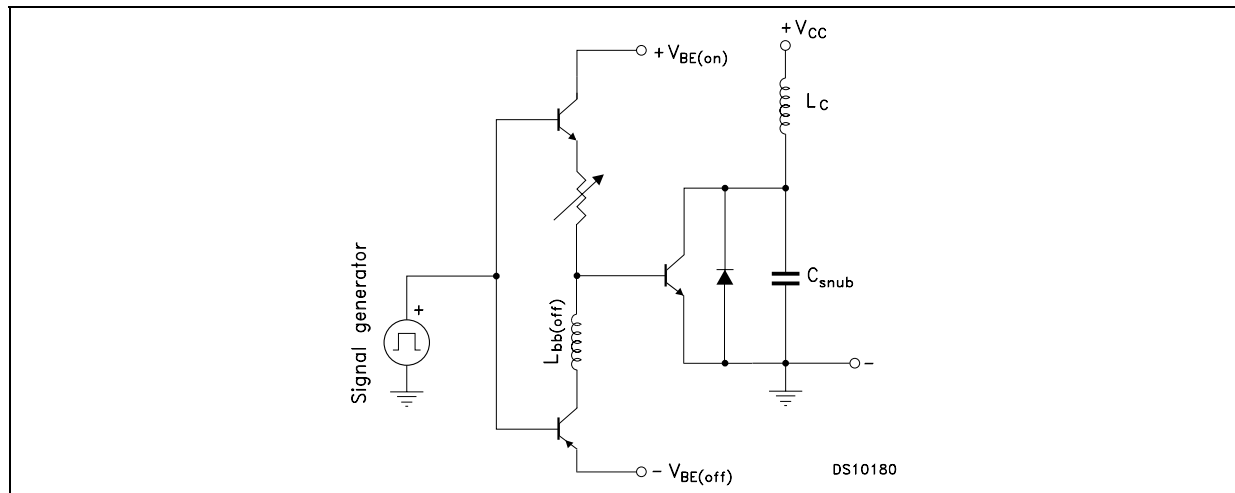 + V_BE(on)
+ V_CC
L_C
Signal generator
+
L_bb(off)
C_snub
-
- V_BE(off)
DS10180